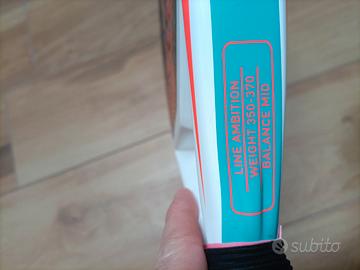 LINE AMBITION
WEIGHT 350-370
BALANCE MID
subito